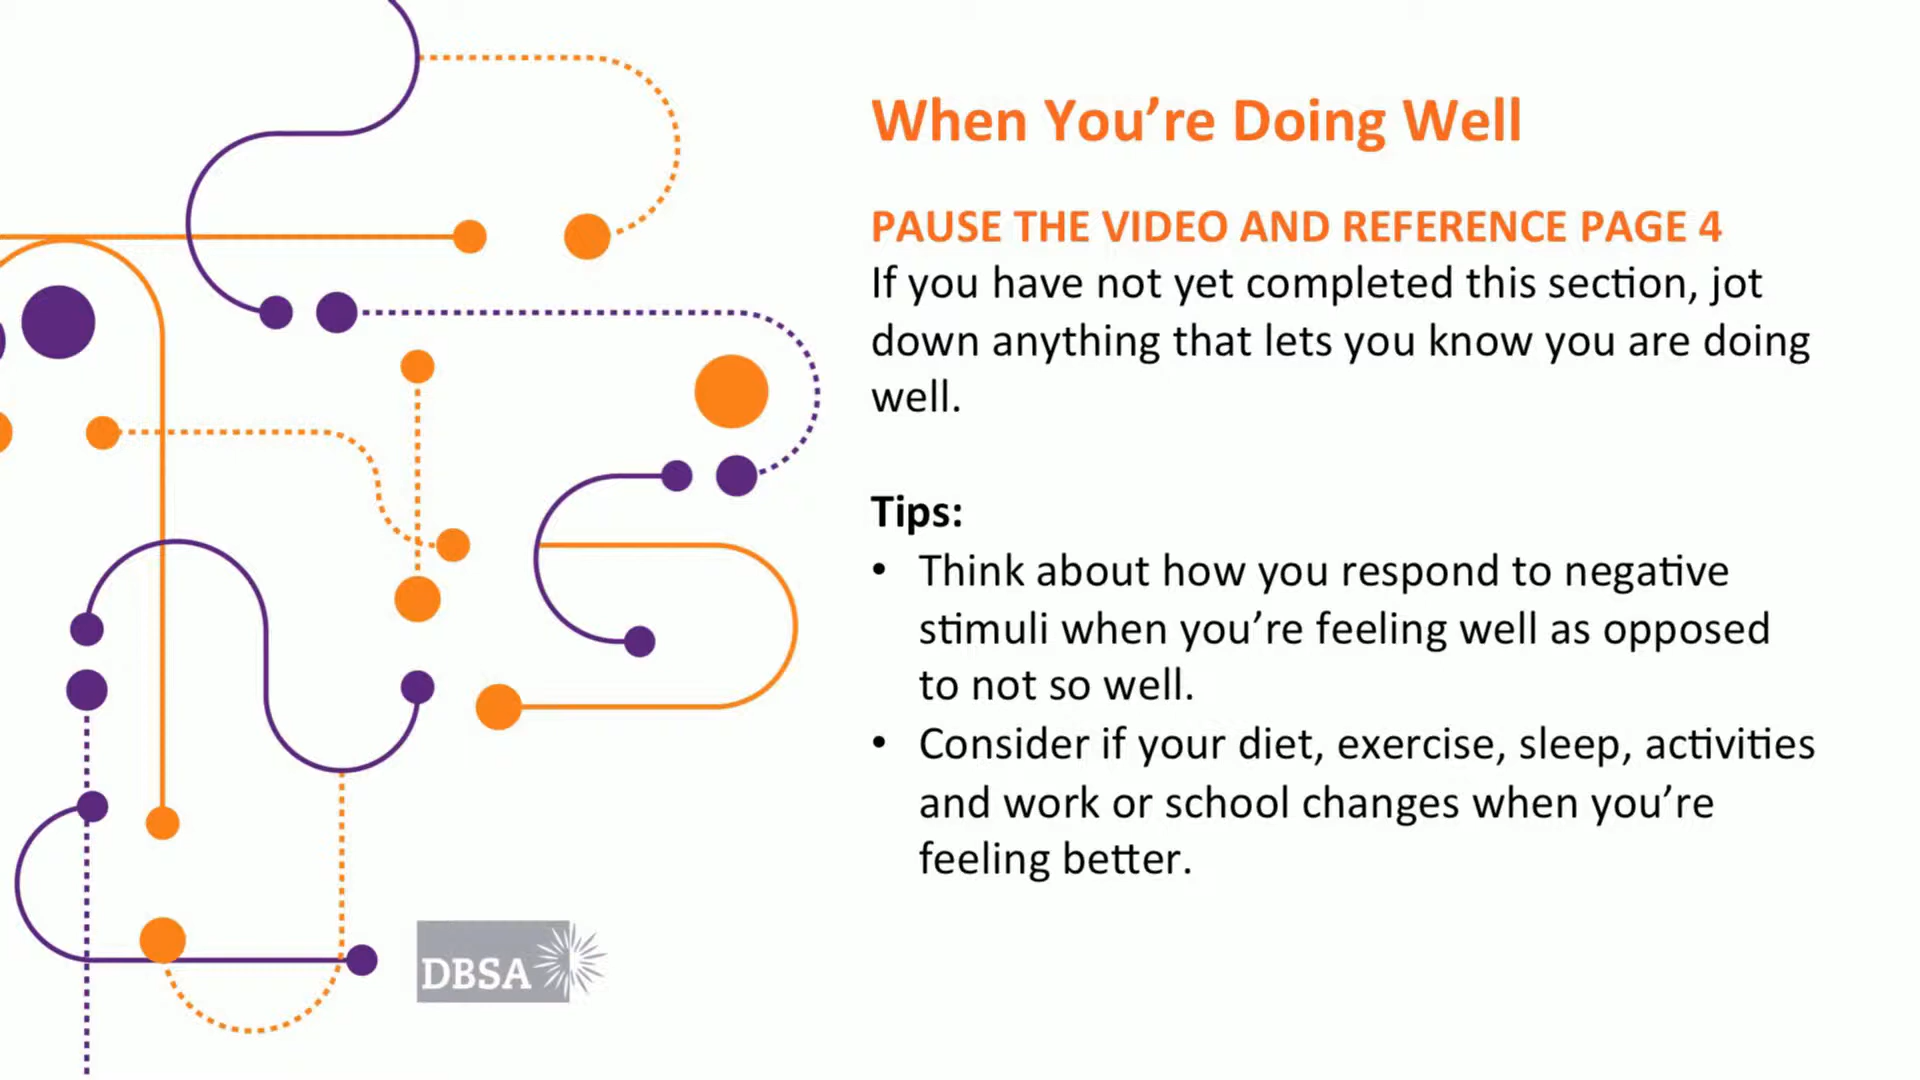 When You’re Doing Well
PAUSE THE VIDEO AND REFERENCE PAGE 4
If you have not yet completed this section, jot
down anything that lets you know you are doing
well.
Tips:
• Think about how you respond to negative
stimuli when you’re feeling well as opposed
to not so well.
• Consider if your diet, exercise, sleep, activities
and work or school changes when you’re
feeling better.
DBSA